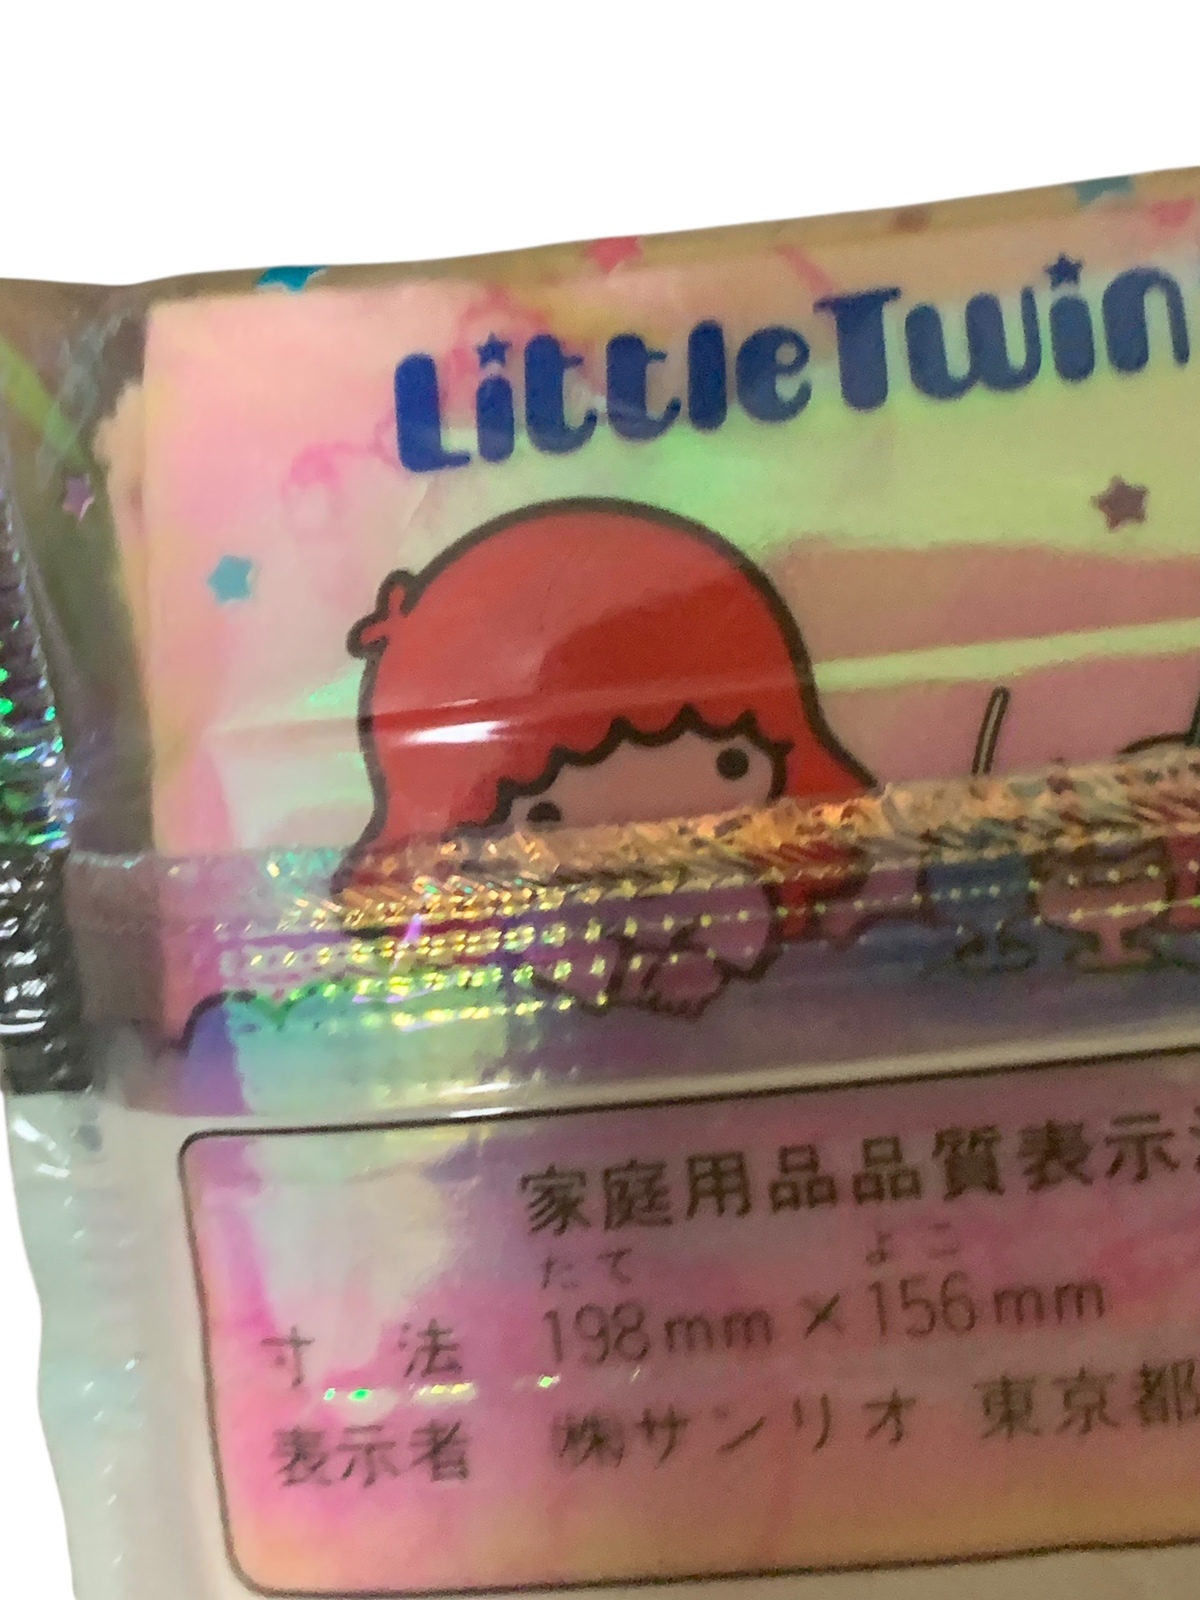 LittleTwin
家庭用品品質表示
たて よこ
寸 法 198mm×156mm
表示者 ㈱サンリオ 東京都